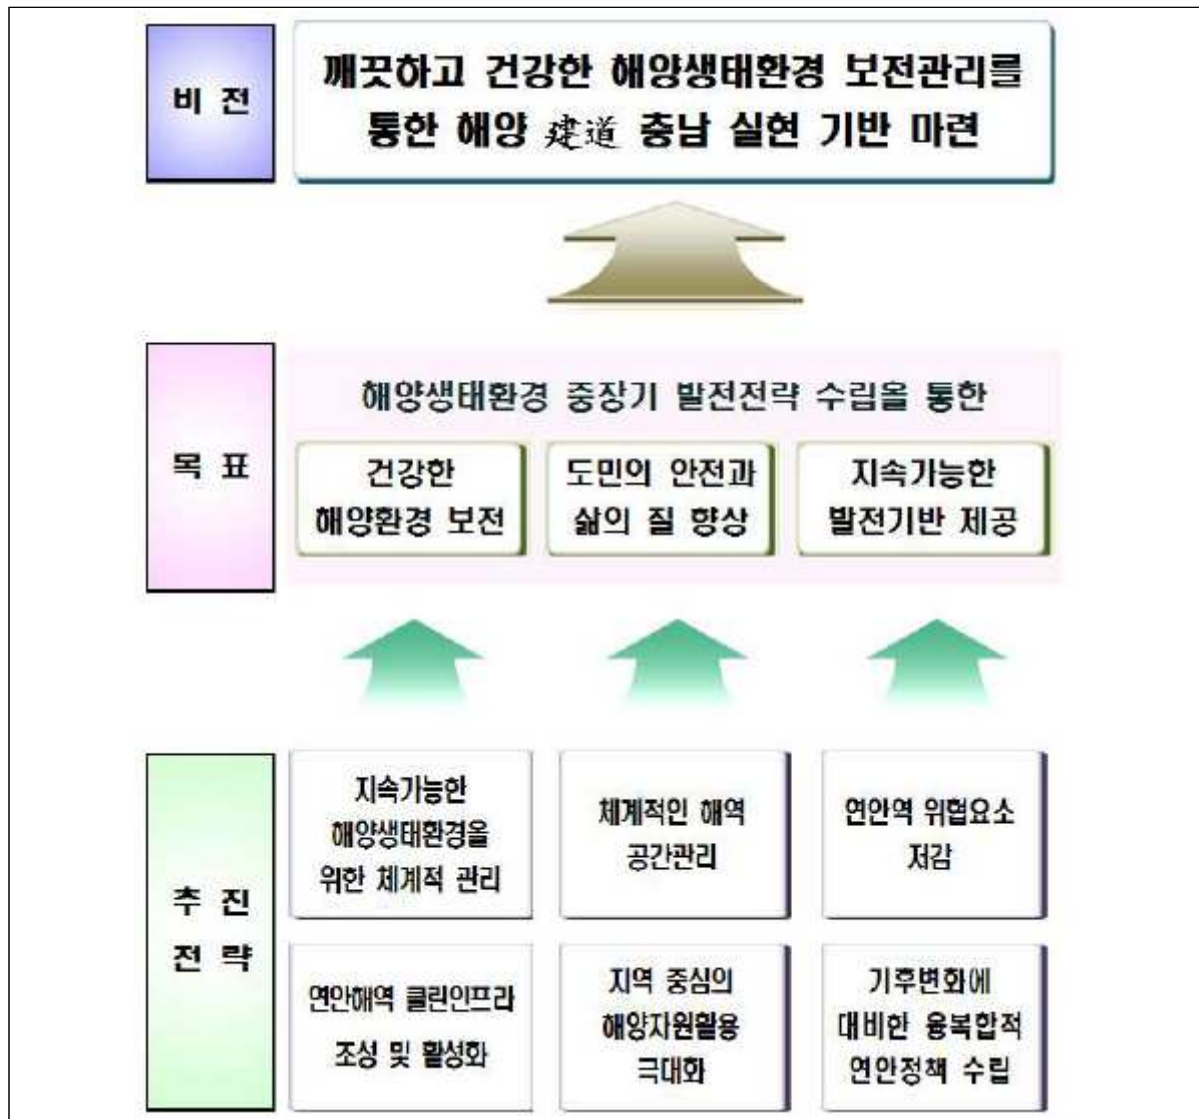 비 전
깨끗하고 건강한 해양생태환경 보전관리를
통한 해양 建道 충남 실현 기반 마련
목 표
해양생태환경 중장기 발전전략 수립을 통한
건강한
해양환경 보전
도민의 안전과
삶의 질 향상
지속가능한
발전기반 제공
추 진
전 략
지속가능한
해양생태환경을
위한 체계적 관리
체계적인 해역
공간관리
연안역 위협요소
저감
연안해역 클린인프라
조성 및 활성화
지역 중심의
해양자원활용
극대화
기후변화에
대비한 융복합적
연안정책 수립